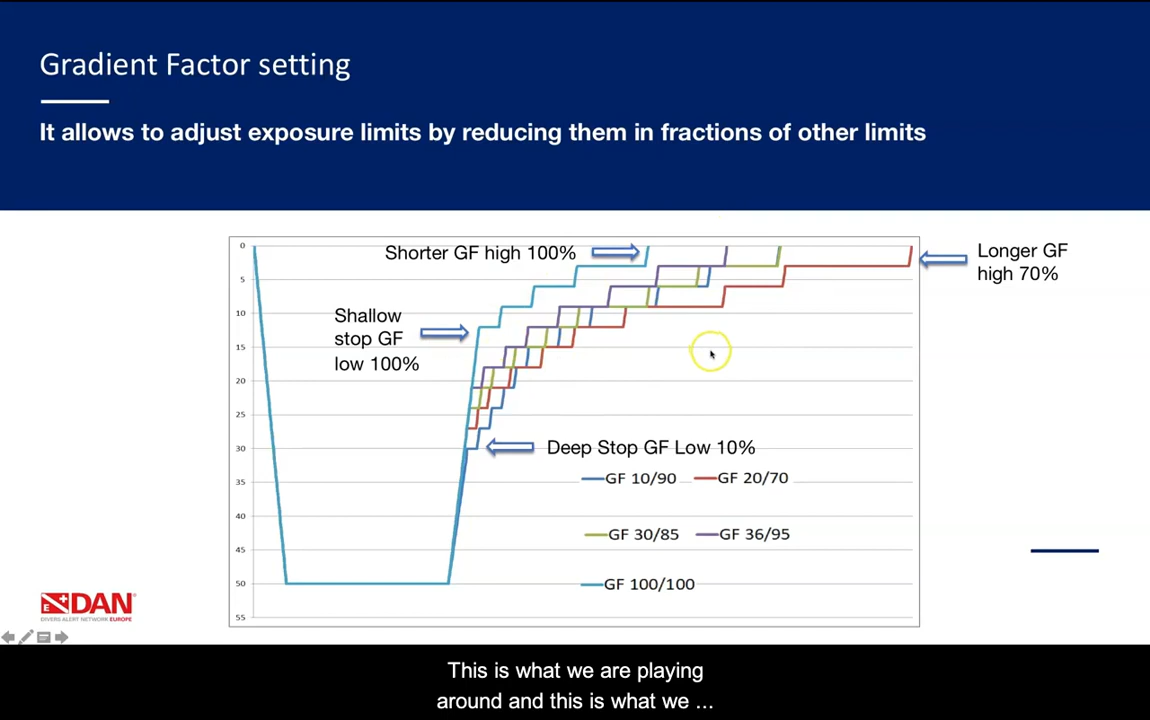 Gradient Factor setting
It allows to adjust exposure limits by reducing them in fractions of other limits
Shorter GF high 100%
Longer GF
high 70%
Shallow
stop GF
low 100%
Deep Stop GF Low 10%
0
5
10
15
20
25
30
35
40
45
50
55
GF 10/90
GF 20/70
GF 30/85
GF 36/95
GF 100/100
E DAN
DIVERS ALERT NETWORK EUROPE
This is what we are playing
around and this is what we ...